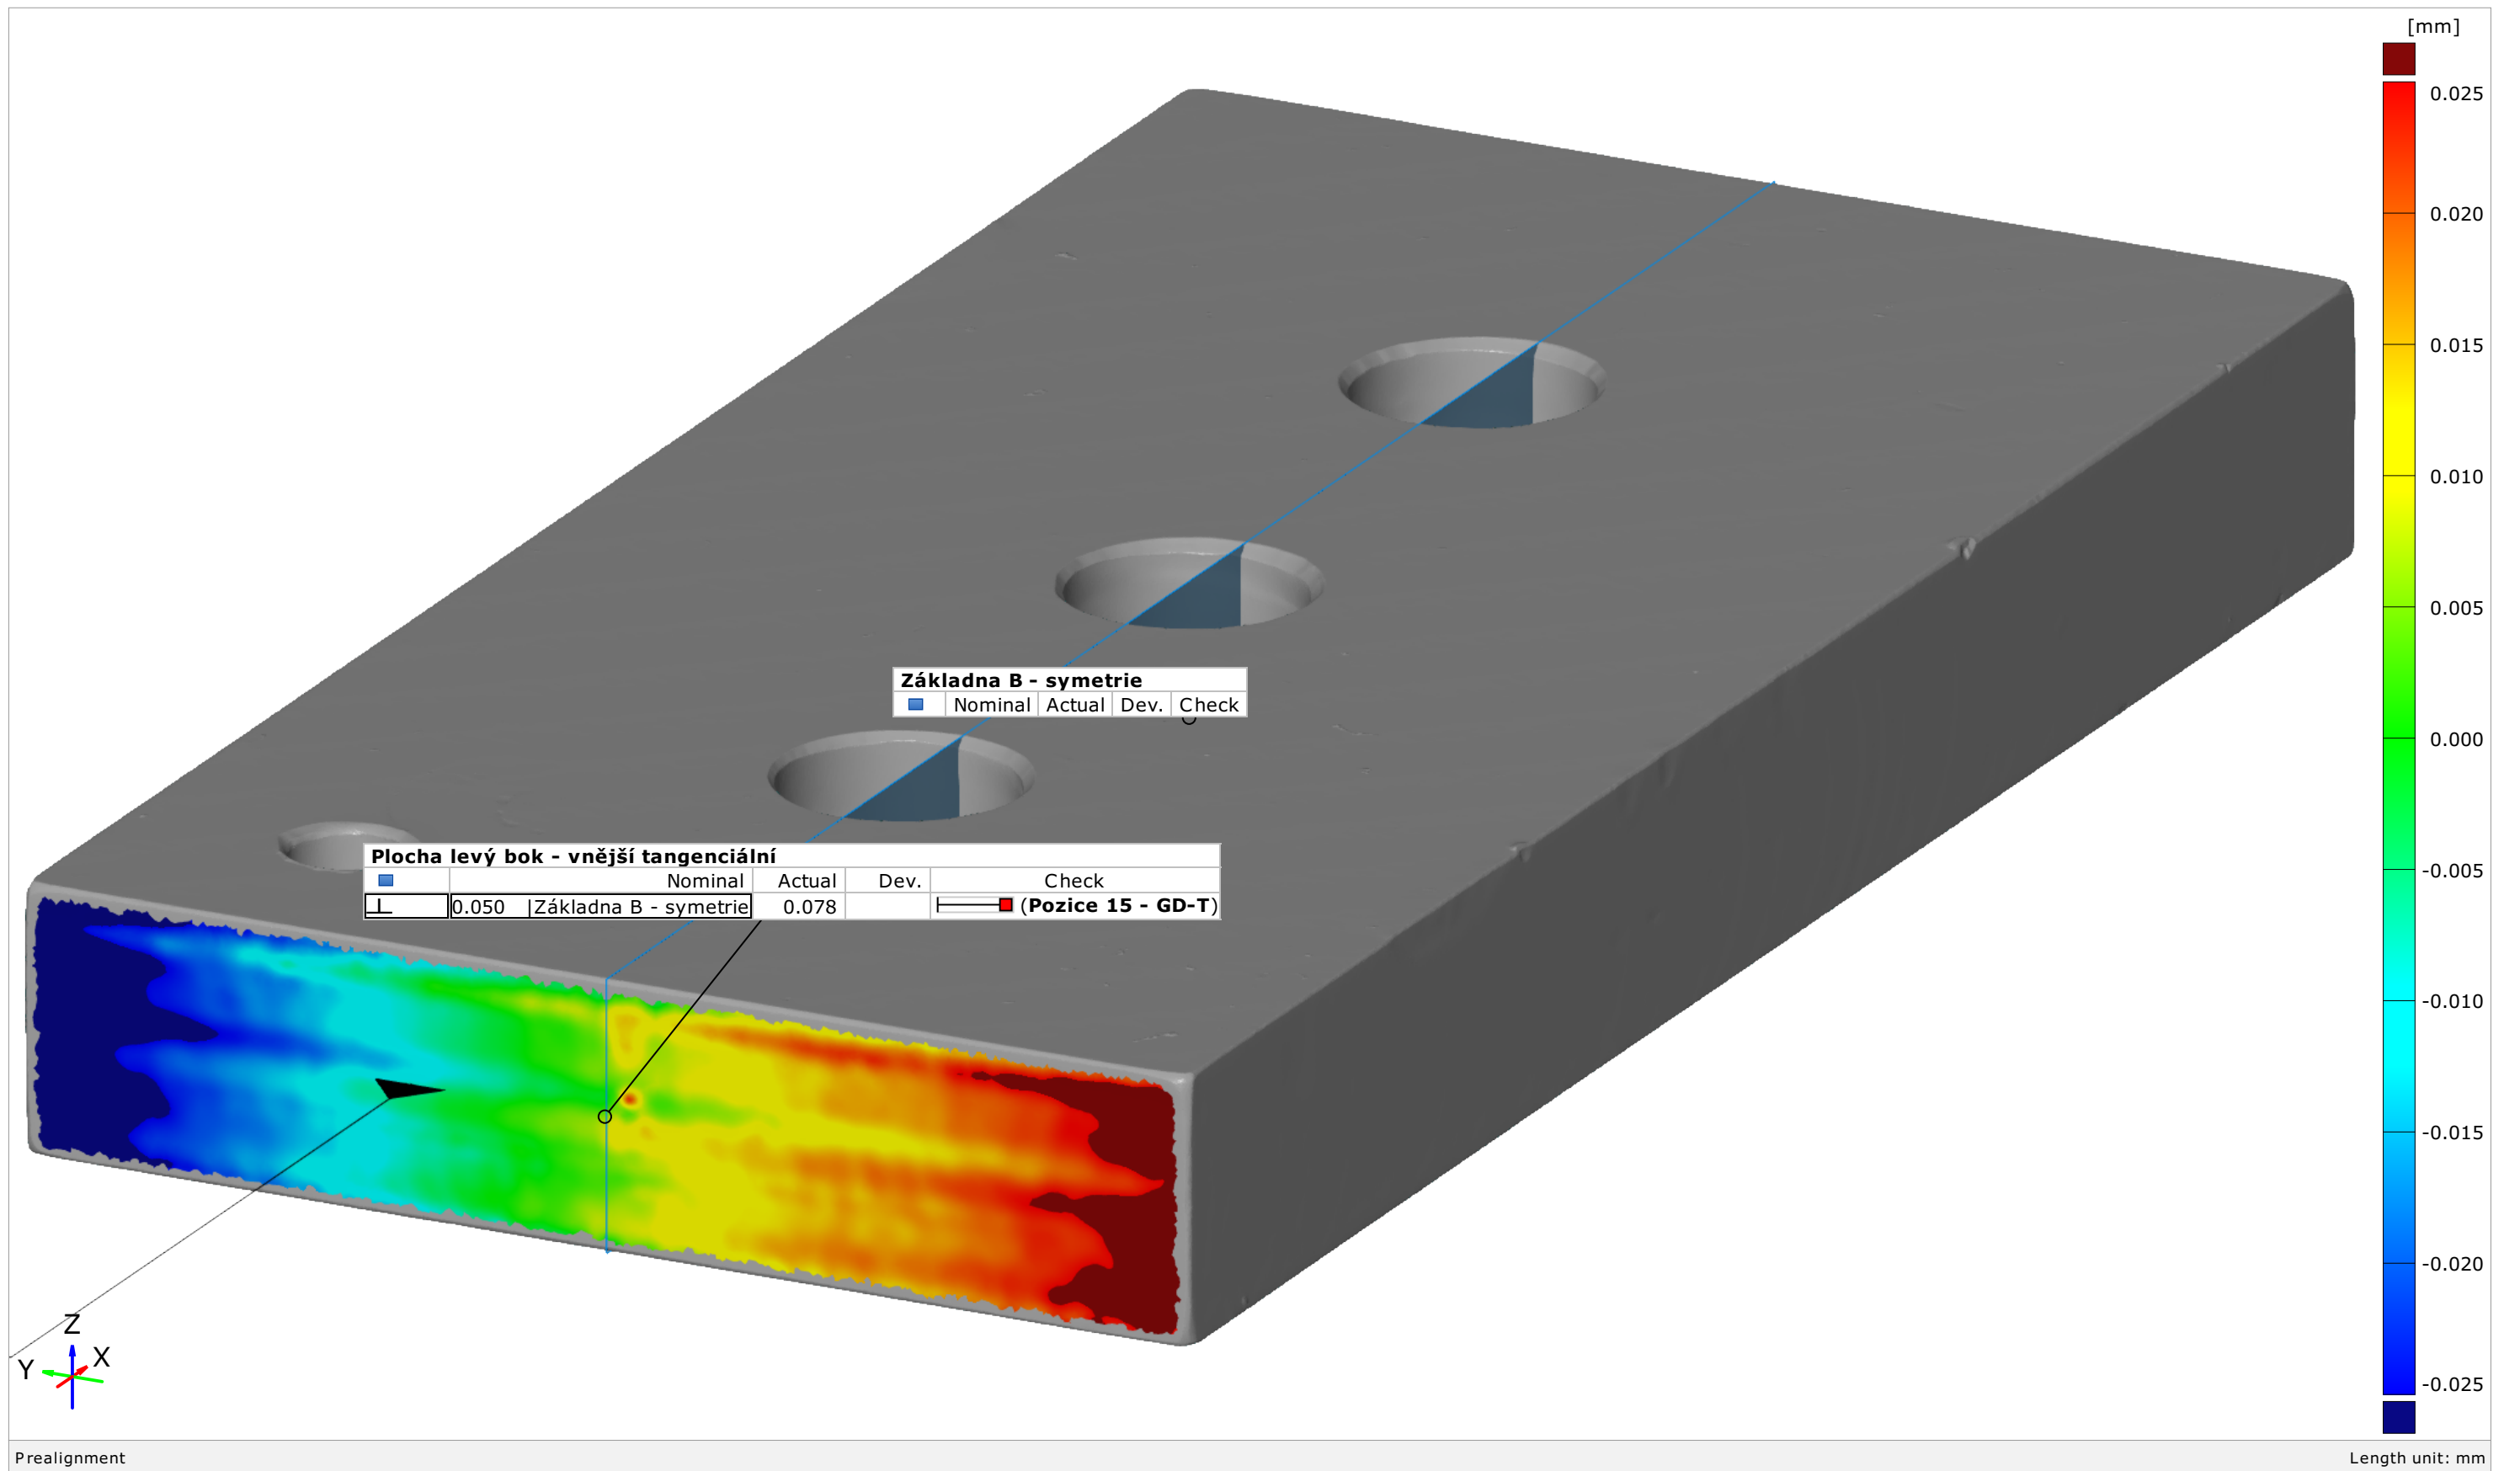 [mm]
0.025
0.020
0.015
0.010
0.005
0.000
-0.005
-0.010
-0.015
-0.020
-0.025
Základna B - symetrie
Nominal Actual Dev. Check
Plocha levý bok - vnější tangenciální
Nominal Actual Dev. Check
⊥ 0.050 |Základna B - symetrie 0.078 (Pozice 15 - GD-T)
Z
Y X
Prealignment Length unit: mm